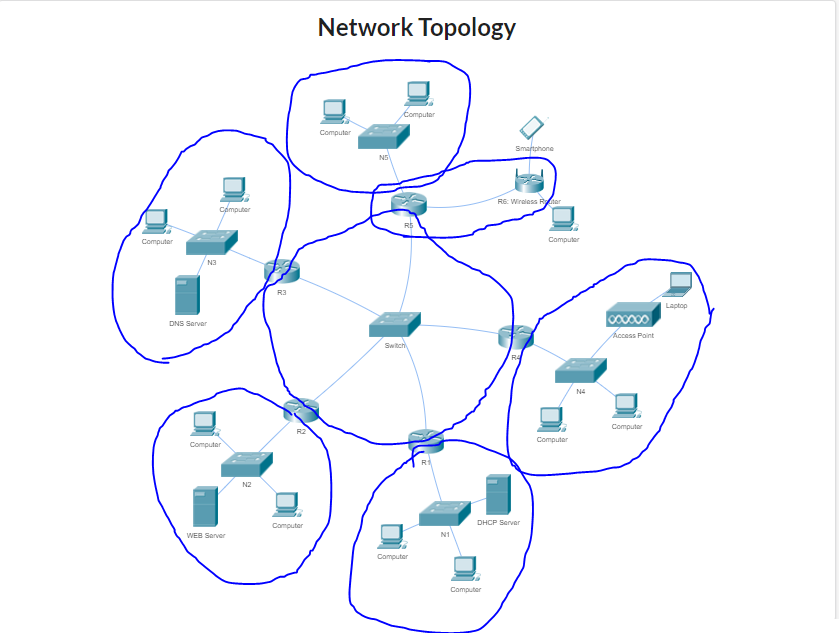 Network Topology
Computer
Computer
N5
Smartphone
R6: Wireless Router
R5
Computer
Computer
Computer
N3
DNS Server
R3
Switch
R4
Laptop
Access Point
N4
Computer
Computer
R2
Computer
N2
WEB Server
Computer
R1
DHCP Server
N1
Computer
Computer